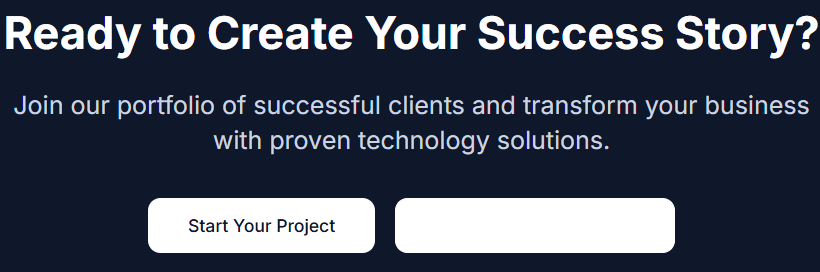 Ready to Create Your Success Story?
Join our portfolio of successful clients and transform your business
with proven technology solutions.
Start Your Project